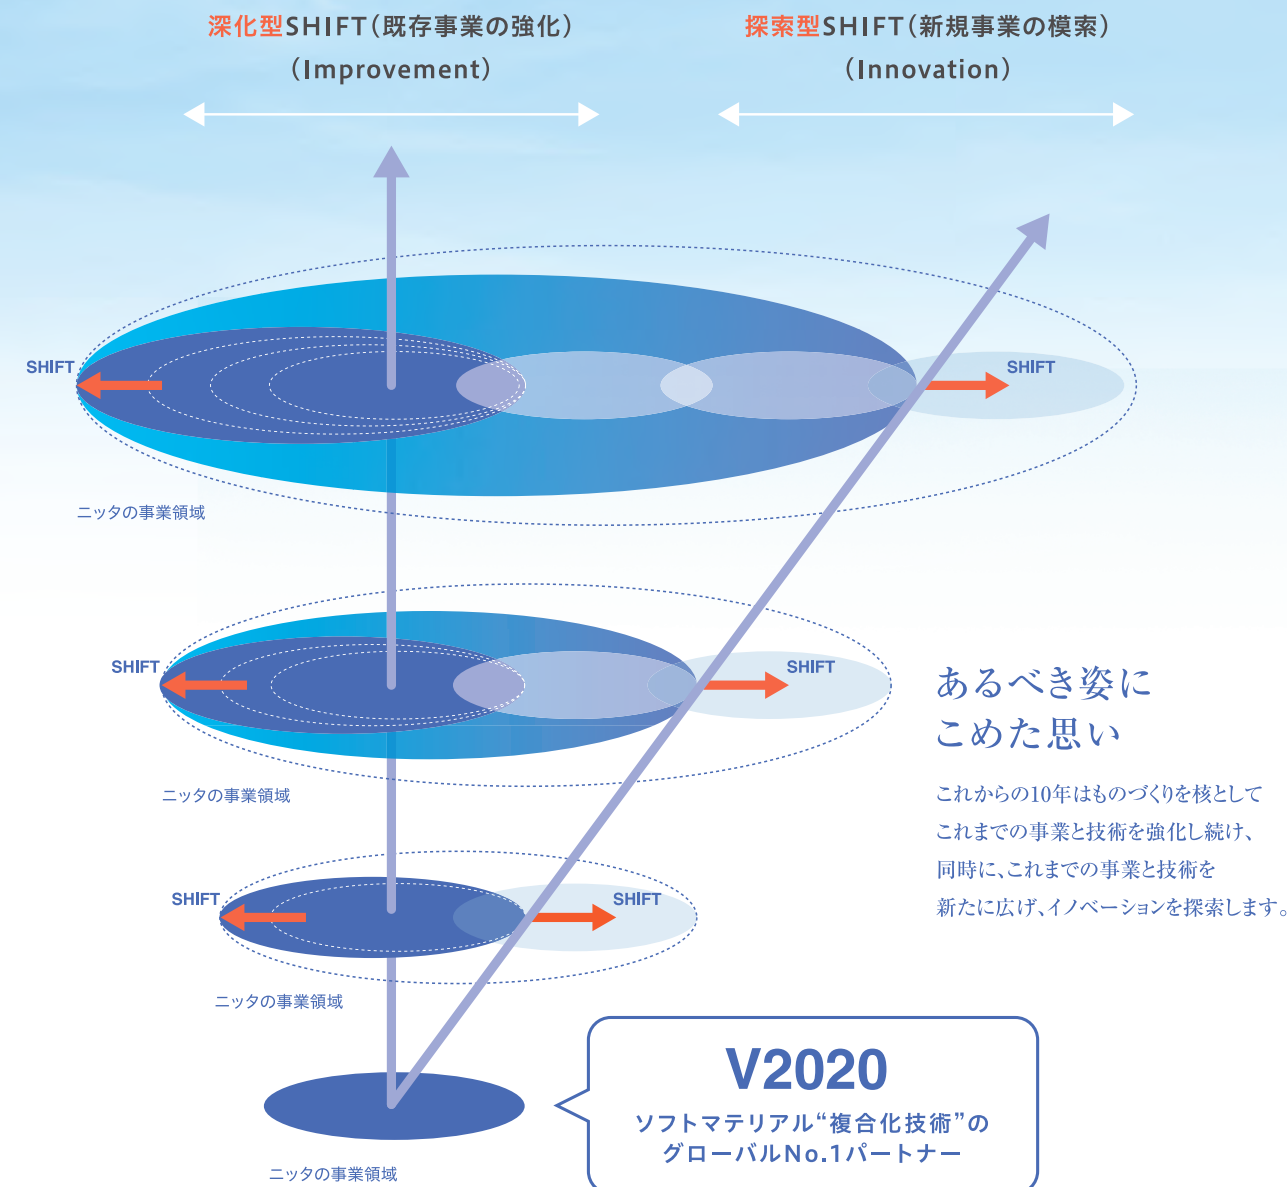 深化型SHIFT(既存事業の強化)
(Improvement)
探索型SHIFT(新規事業の模索)
(Innovation)
SHIFT
SHIFT
ニッタの事業領域
SHIFT
SHIFT
ニッタの事業領域
あるべき姿に
こめた思い
これからの10年はものづくりを核として
これまでの事業と技術を強化し続け、
同時に、これまでの事業と技術を
新たに広げ、イノベーションを探索します。
SHIFT
SHIFT
ニッタの事業領域
V2020
ソフトマテリアル“複合化技術”の
グローバルNo.1パートナー
ニッタの事業領域